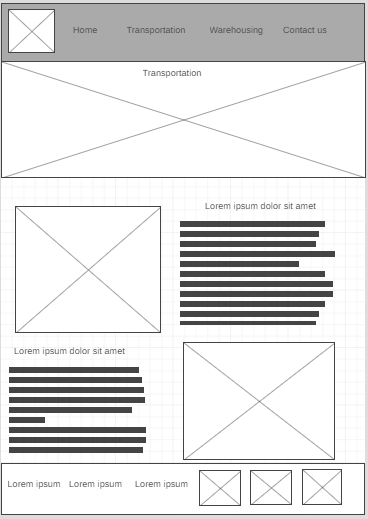 Home Transportation Warehousing Contact us
Transportation
Lorem ipsum dolor sit amet
Lorem ipsum dolor sit amet
Lorem ipsum Lorem ipsum Lorem ipsum